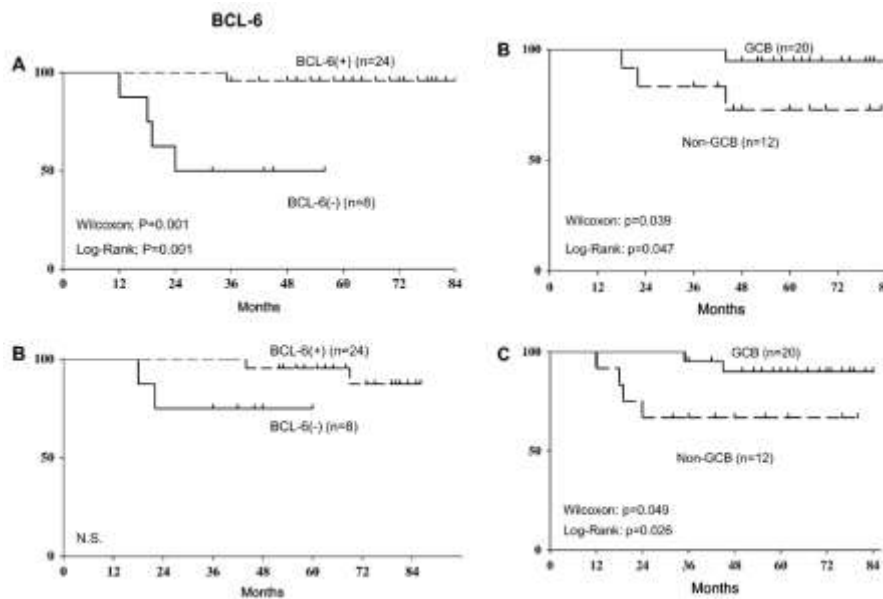 BCL-6
A
BCL-6(+) (n=24)
100
50
BCL-6(-) (n=8)
Wilcoxon; P=0.001
Log-Rank; P=0.001
0
0 12 24 36 48 60 72 84
Months
B
GCB (n=20)
100
Non-GCB (n=12)
50
Wilcoxon: p=0.039
Log-Rank: p=0.047
0
0 12 24 36 48 60 72 84
Months
B
BCL-6(+) (n=24)
100
BCL-6(-) (n=8)
50
N.S.
0
0 12 24 36 48 60 72 84
Months
C
GCB (n=20)
100
50
Non-GCB (n=12)
Wilcoxon: p=0.049
Log-Rank: p=0.026
0
0 12 24 36 48 60 72 84
Months